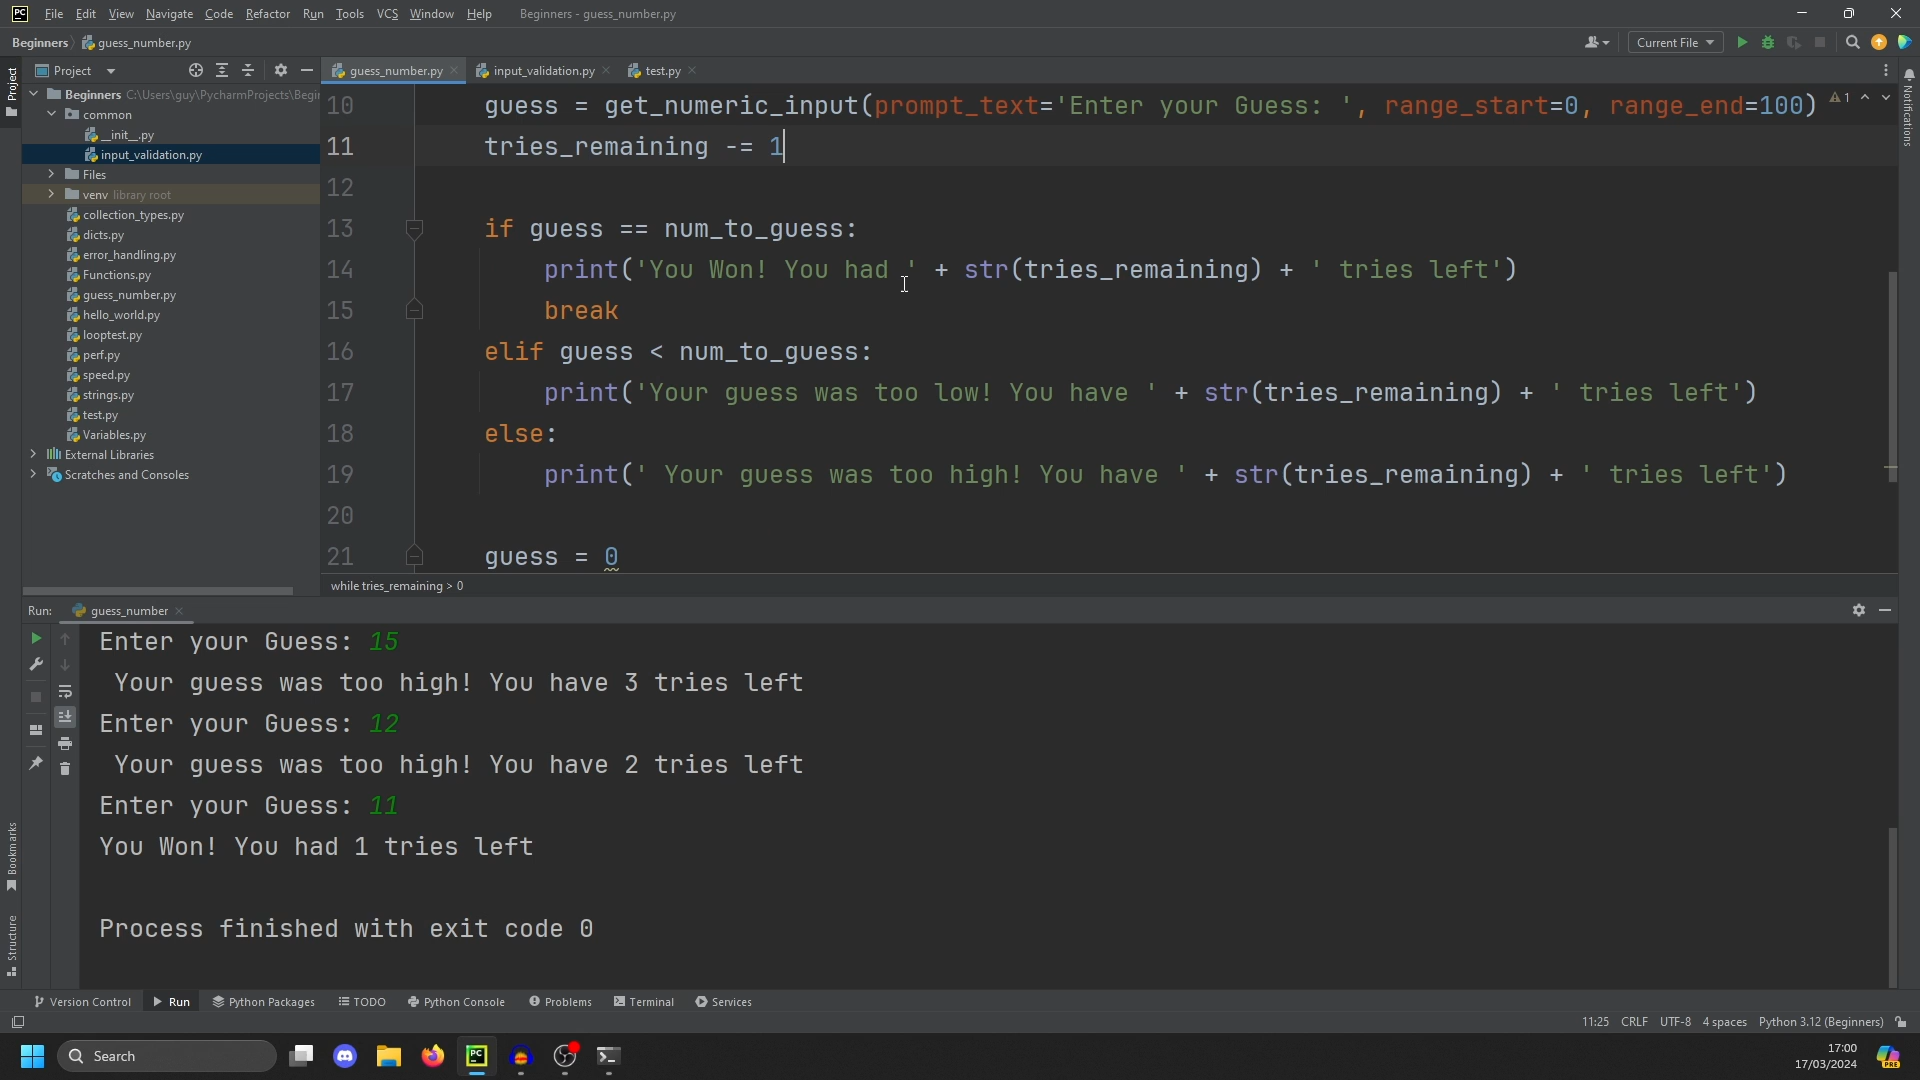 PC File Edit View Navigate Code Refactor Run Tools VCS Window Help Beginners - guess_number.py
Beginners guess_number.py Current File
Project guess_number.py input_validation.py test.py
Project
Beginners C:\Users\guy\PycharmProjects\Begi
common
__init__.py
input_validation.py
Files
venv library root
collection_types.py
dicts.py
error_handling.py
Functions.py
guess_number.py
hello_world.py
looptest.py
perf.py
speed.py
strings.py
test.py
Variables.py
External Libraries
Scratches and Consoles
10 guess = get_numeric_input(prompt_text='Enter your Guess: ', range_start=0, range_end=100) 1
11 tries_remaining -= 1
12
13 if guess == num_to_guess:
14 print('You Won! You had ' + str(tries_remaining) + ' tries left')
15 break
16 elif guess < num_to_guess:
17 print('Your guess was too low! You have ' + str(tries_remaining) + ' tries left')
18 else:
19 print(' Your guess was too high! You have ' + str(tries_remaining) + ' tries left')
20
21 guess = 0
while tries_remaining > 0
Notifications
Run: guess_number
Enter your Guess: 15
Your guess was too high! You have 3 tries left
Enter your Guess: 12
Your guess was too high! You have 2 tries left
Enter your Guess: 11
You Won! You had 1 tries left
Process finished with exit code 0
Bookmarks
Structure
Version Control Run Python Packages TODO Python Console Problems Terminal Services
11:25 CRLF UTF-8 4 spaces Python 3.12 (Beginners)
Search PC 17:00
17/03/2024 PRE